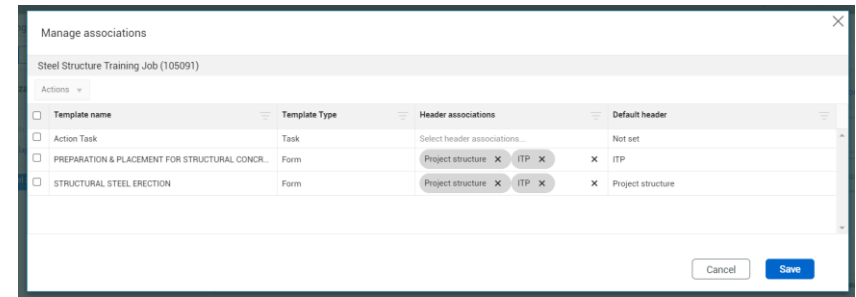 Manage associations
Steel Structure Training Job (105091)
Actions
Template name Template Type Header associations Default header
Action Task Task Select header associations... Not set
PREPARATION & PLACEMENT FOR STRUCTURAL CONCR... Form Project structure ITP ITP
STRUCTURAL STEEL ERECTION Form Project structure ITP Project structure
Cancel Save